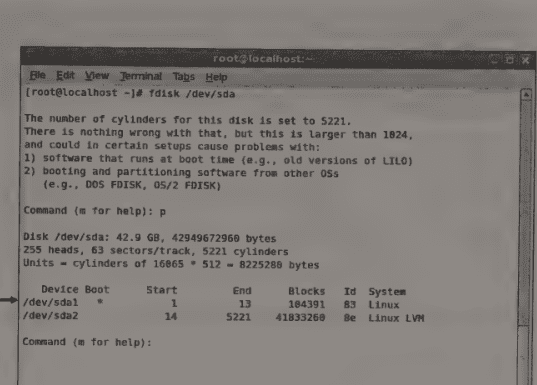 root@localhost:~
File Edit View Terminal Tabs Help
[root@localhost ~]# fdisk /dev/sda
The number of cylinders for this disk is set to 5221.
There is nothing wrong with that, but this is larger than 1024,
and could in certain setups cause problems with:
1) software that runs at boot time (e.g., old versions of LILO)
2) booting and partitioning software from other OSs
(e.g., DOS FDISK, OS/2 FDISK)
Command (m for help): p
Disk /dev/sda: 42.9 GB, 42949672960 bytes
255 heads, 63 sectors/track, 5221 cylinders
Units = cylinders of 16065 * 512 = 8225280 bytes
Device Boot Start End Blocks Id System
/dev/sda1 * 1 13 104391 83 Linux
/dev/sda2 14 5221 41833260 8e Linux LVM
Command (m for help):